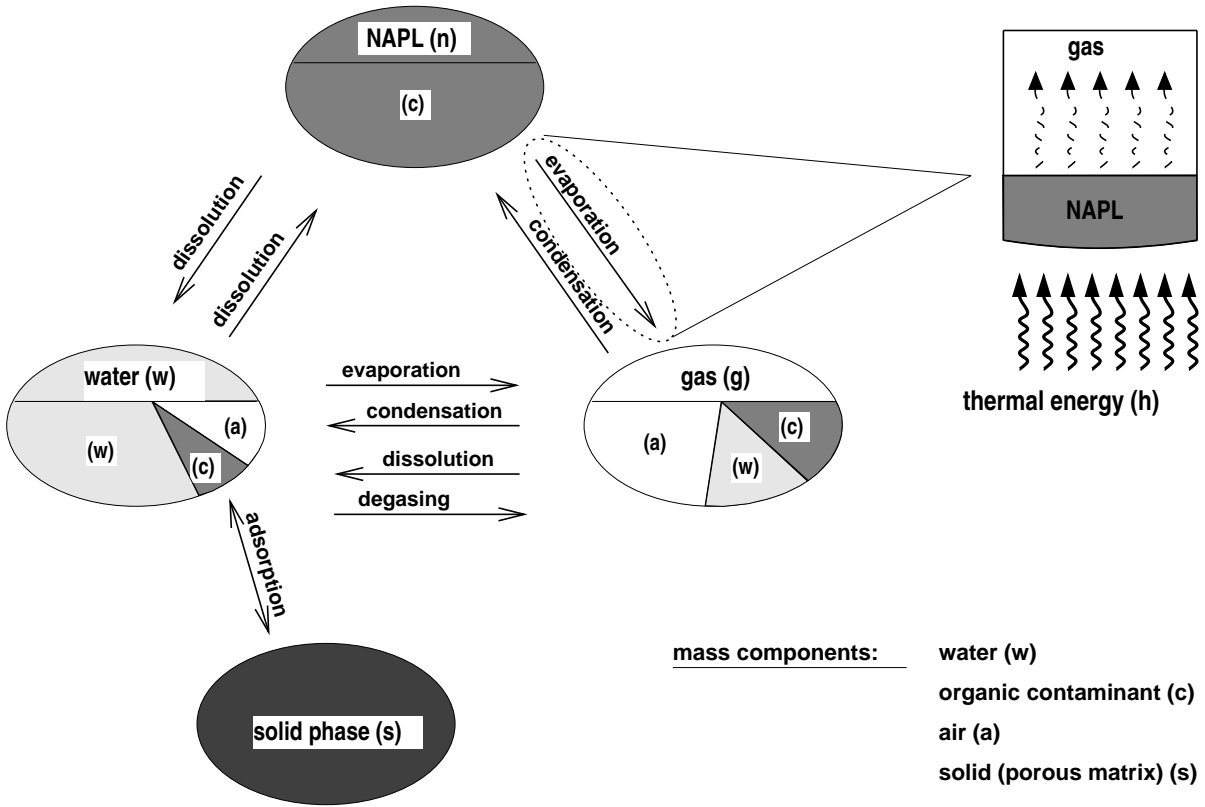 NAPL (n)
(c)
dissolution
dissolution
evaporation
condensation
gas
NAPL
thermal energy (h)
water (w)
(w)
(c)
(a)
evaporation
condensation
dissolution
degasing
gas (g)
(a)
(w)
(c)
adsorption
solid phase (s)
mass components:
water (w)
organic contaminant (c)
air (a)
solid (porous matrix) (s)